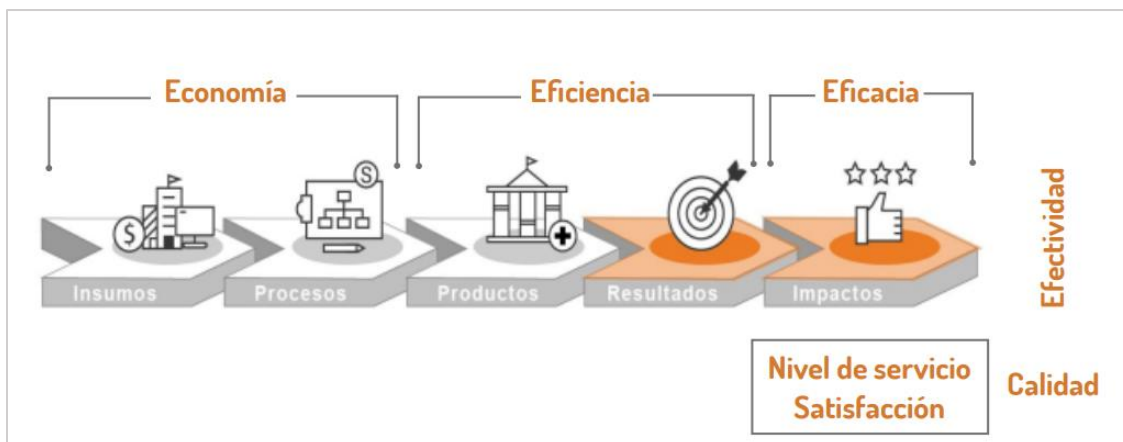 Economía
Eficiencia
Eficacia
$
S
Insumos
Procesos
Productos
Resultados
Impactos
Efectividad
Nivel de servicio
Satisfacción
Calidad